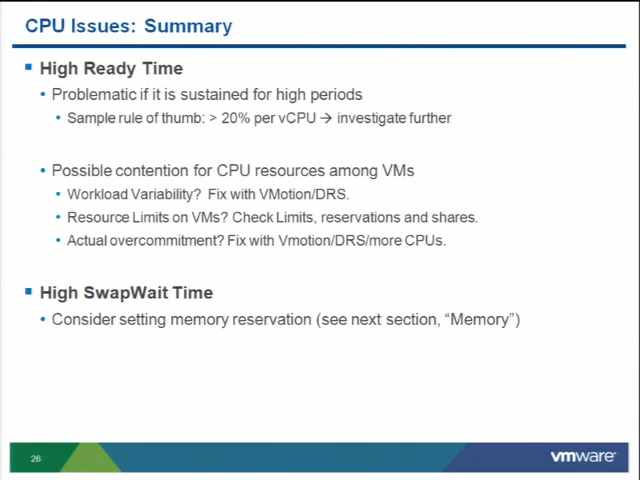 CPU Issues: Summary
High Ready Time
Problematic if it is sustained for high periods
Sample rule of thumb: > 20% per vCPU → investigate further
Possible contention for CPU resources among VMs
Workload Variability? Fix with VMotion/DRS.
Resource Limits on VMs? Check Limits, reservations and shares.
Actual overcommitment? Fix with Vmotion/DRS/more CPUs.
High SwapWait Time
Consider setting memory reservation (see next section, “Memory”)
26
vmware